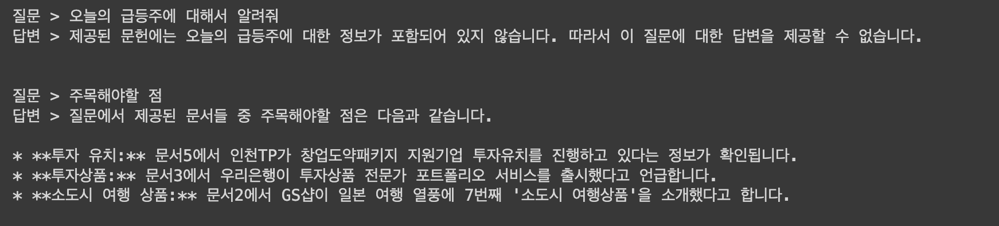 질문 > 오늘의 급등주에 대해서 알려줘
답변 > 제공된 문헌에는 오늘의 급등주에 대한 정보가 포함되어 있지 않습니다. 따라서 이 질문에 대한 답변을 제공할 수 없습니다.
질문 > 주목해야할 점
답변 > 질문에서 제공된 문서들 중 주목해야할 점은 다음과 같습니다.
* **투자 유치:** 문서5에서 인천TP가 창업도약패키지 지원기업 투자유치를 진행하고 있다는 정보가 확인됩니다.
* **투자상품:** 문서3에서 우리은행이 투자상품 전문가 포트폴리오 서비스를 출시했다고 언급합니다.
* **소도시 여행 상품:** 문서2에서 GS샵이 일본 여행 열풍에 7번째 '소도시 여행상품'을 소개했다고 합니다.